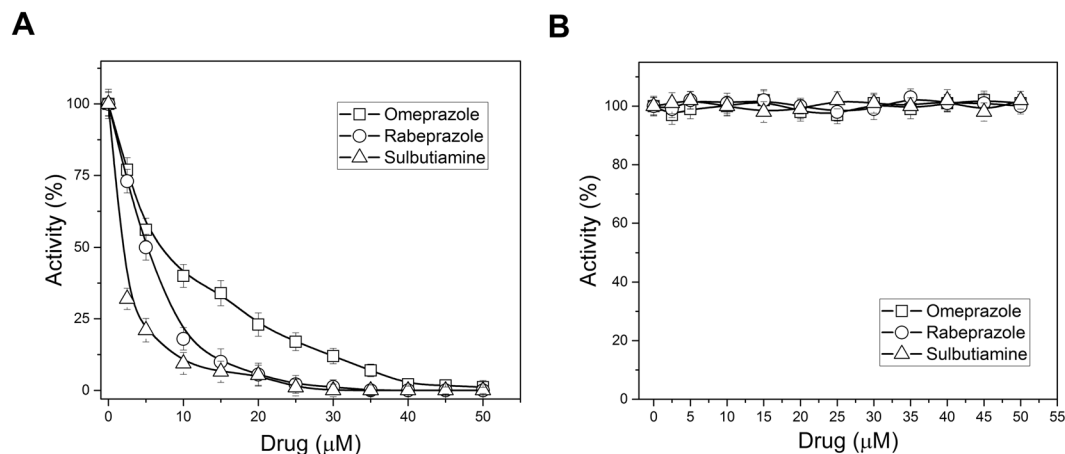 A
Activity (%)
100
75
50
25
0
Omeprazole
Rabeprazole
Sulbutiamine
0 10 20 30 40 50
Drug (μM)
B
Activity (%)
100
80
60
40
20
0
Omeprazole
Rabeprazole
Sulbutiamine
0 5 10 15 20 25 30 35 40 45 50 55
Drug (μM)